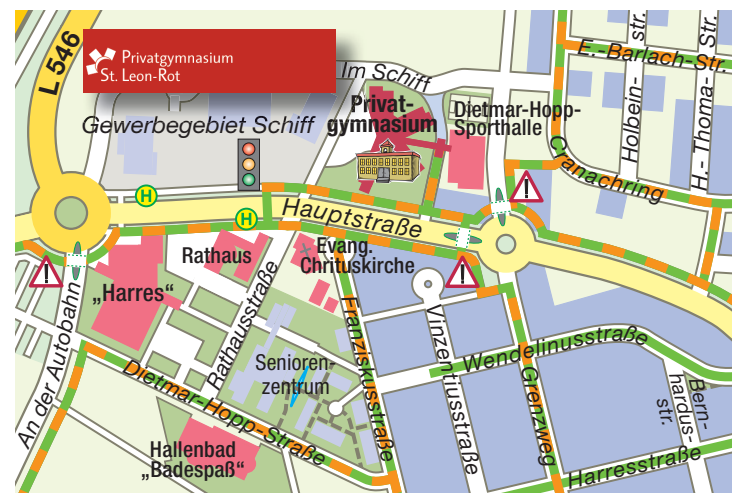 L 546
Privatgymnasium
St. Leon-Rot
Im Schiff
Gewerbegebiet Schiff
Privat-
gymnasium
Dietmar-Hopp-
Sporthalle
E.-Barlach-Str.
Holbein-
str.
H.- Thoma- Str.
Cranachring
H
H
Hauptstraße
!
!
!
Rathaus
Evang.
Chrituskirche
„Harres“
An der Autobahn
Rathausstraße
Senioren-
zentrum
Franziskusstraße
Vinzentiusstraße
Wendelinusstraße
Grenzweg
Bern-
hardus-
str.
Dietmar-Hopp-Straße
Hallenbad
„Badespaß“
Harresstraße